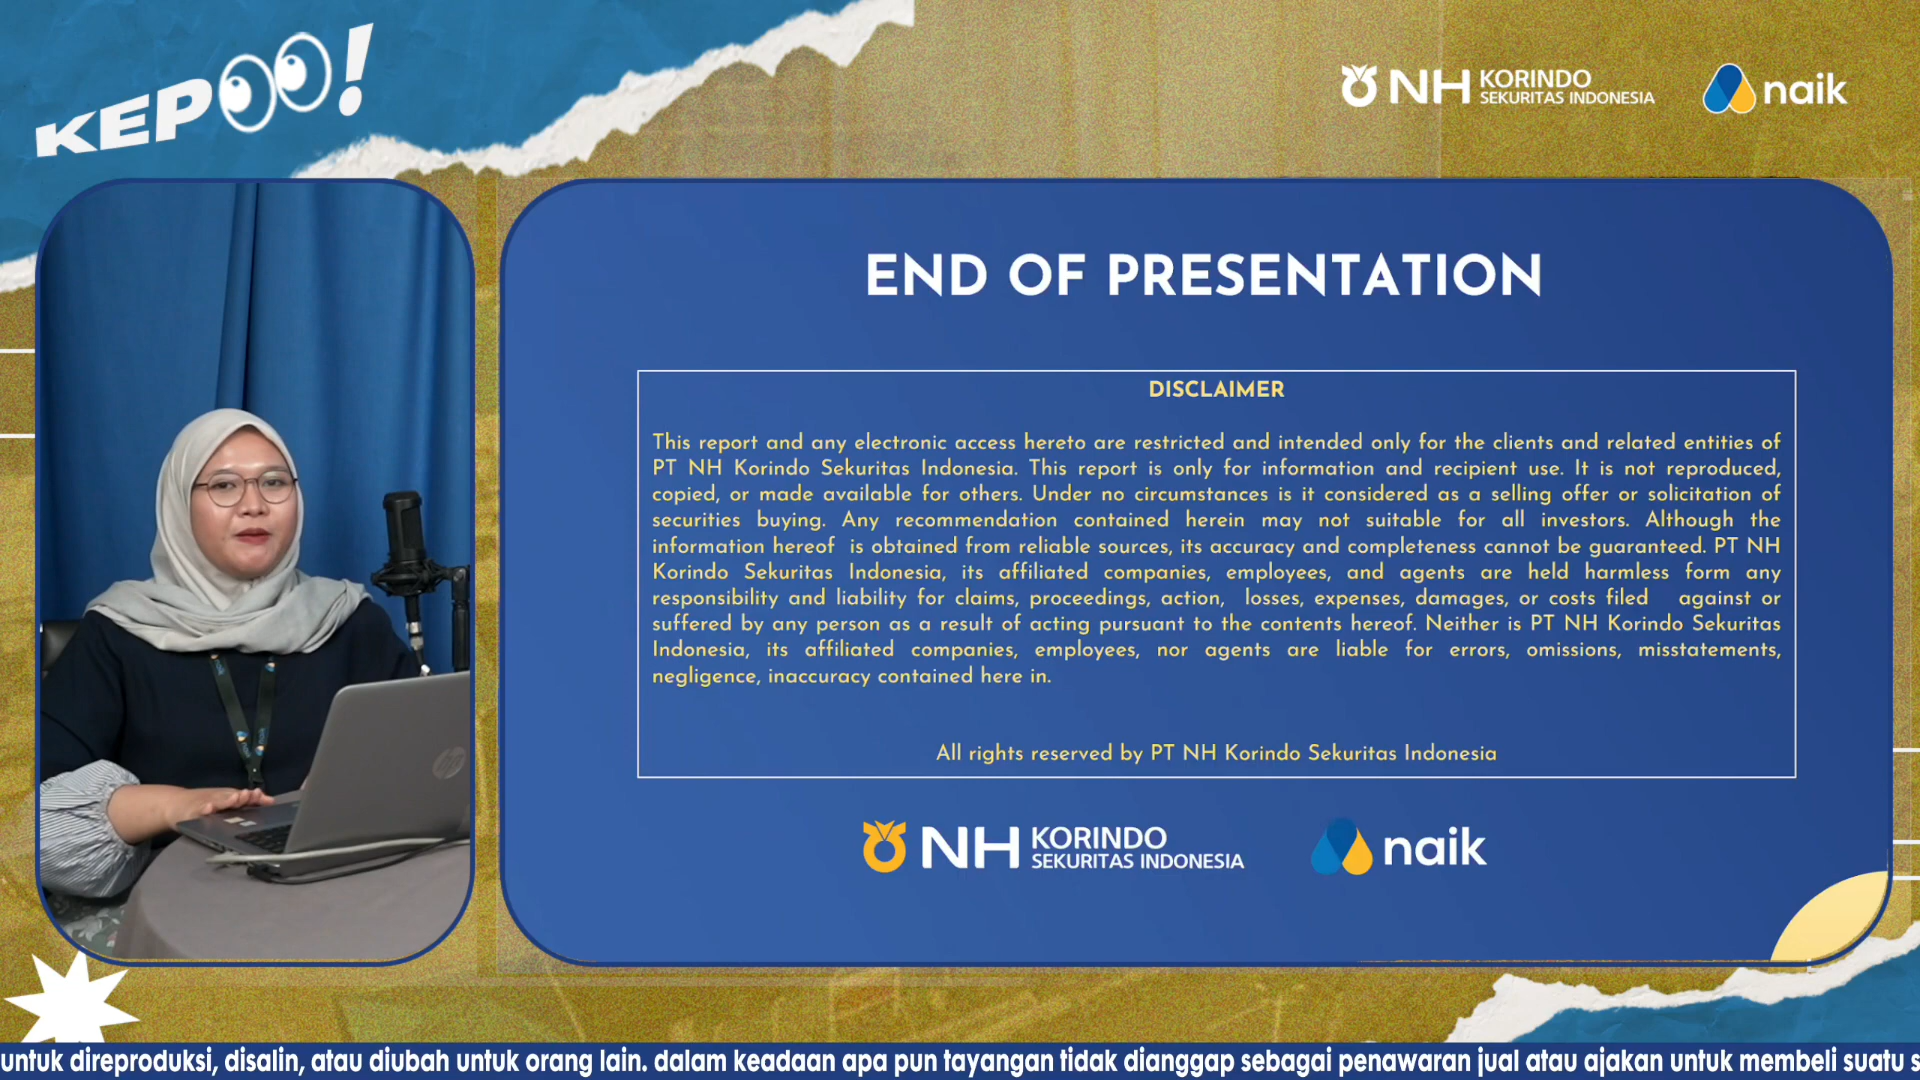 KEPOO!
NH KORINDO
SEKURITAS INDONESIA
naik
END OF PRESENTATION
DISCLAIMER
This report and any electronic access hereto are restricted and intended only for the clients and related entities of
PT NH Korindo Sekuritas Indonesia. This report is only for information and recipient use. It is not reproduced,
copied, or made available for others. Under no circumstances is it considered as a selling offer or solicitation of
securities buying. Any recommendation contained herein may not suitable for all investors. Although the
information hereof is obtained from reliable sources, its accuracy and completeness cannot be guaranteed. PT NH
Korindo Sekuritas Indonesia, its affiliated companies, employees, and agents are held harmless form any
responsibility and liability for claims, proceedings, action, losses, expenses, damages, or costs filed against or
suffered by any person as a result of acting pursuant to the contents hereof. Neither is PT NH Korindo Sekuritas
Indonesia, its affiliated companies, employees, nor agents are liable for errors, omissions, misstatements,
negligence, inaccuracy contained here in.
All rights reserved by PT NH Korindo Sekuritas Indonesia
NH KORINDO
SEKURITAS INDONESIA
naik
naik
hp
untuk direproduksi, disalin, atau diubah untuk orang lain. dalam keadaan apa pun tayangan tidak dianggap sebagai penawaran jual atau ajakan untuk membeli suatu s